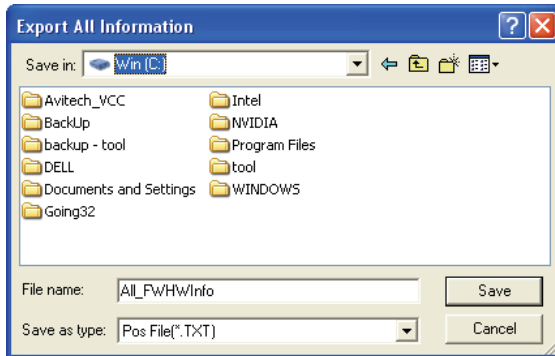 Export All Information
Save in: Win (C:)
Avitech_VCC
BackUp
backup - tool
DELL
Documents and Settings
Going32
Intel
NVIDIA
Program Files
tool
WINDOWS
File name: All_FWHWInfo Save
Save as type: Pos File(*.TXT) Cancel